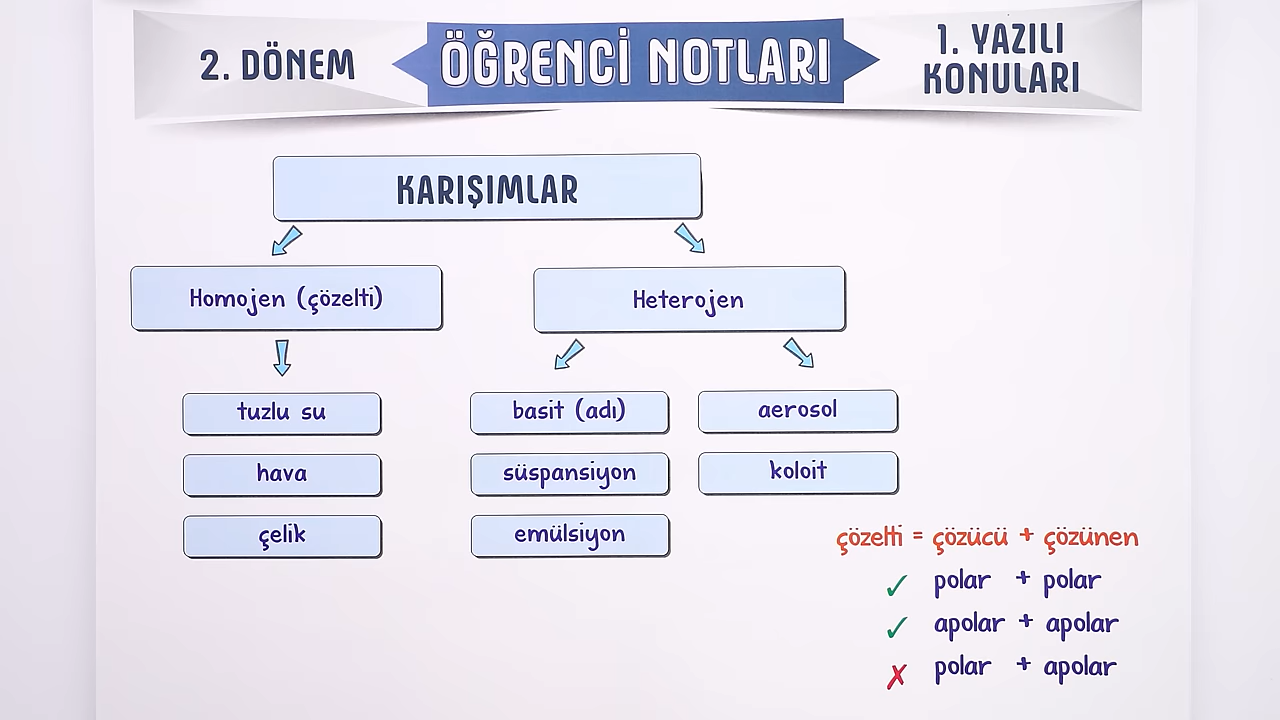 2. DÖNEM
ÖĞRENCİ NOTLARI
1. YAZILI
KONULARI
KARIŞIMLAR
Homojen (çözelti)
Heterojen
tuzlu su
hava
çelik
basit (adı)
süspansiyon
emülsiyon
aerosol
koloit
çözelti = çözücü + çözünen
✓ polar + polar
✓ apolar + apolar
✗ polar + apolar